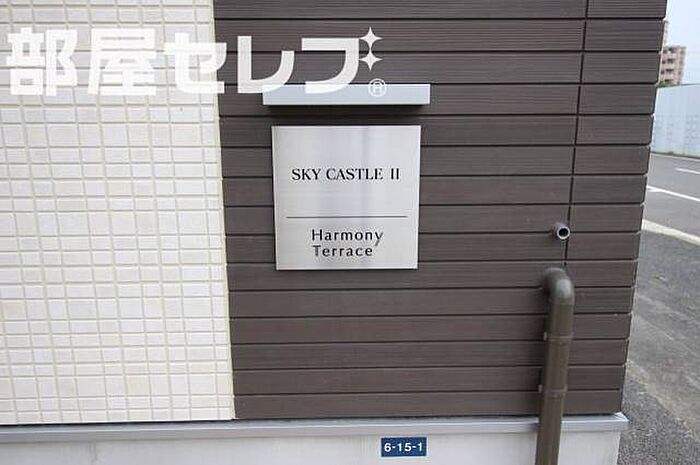 部屋セレブ®
SKY CASTLE II
Harmony
Terrace
6-15-1